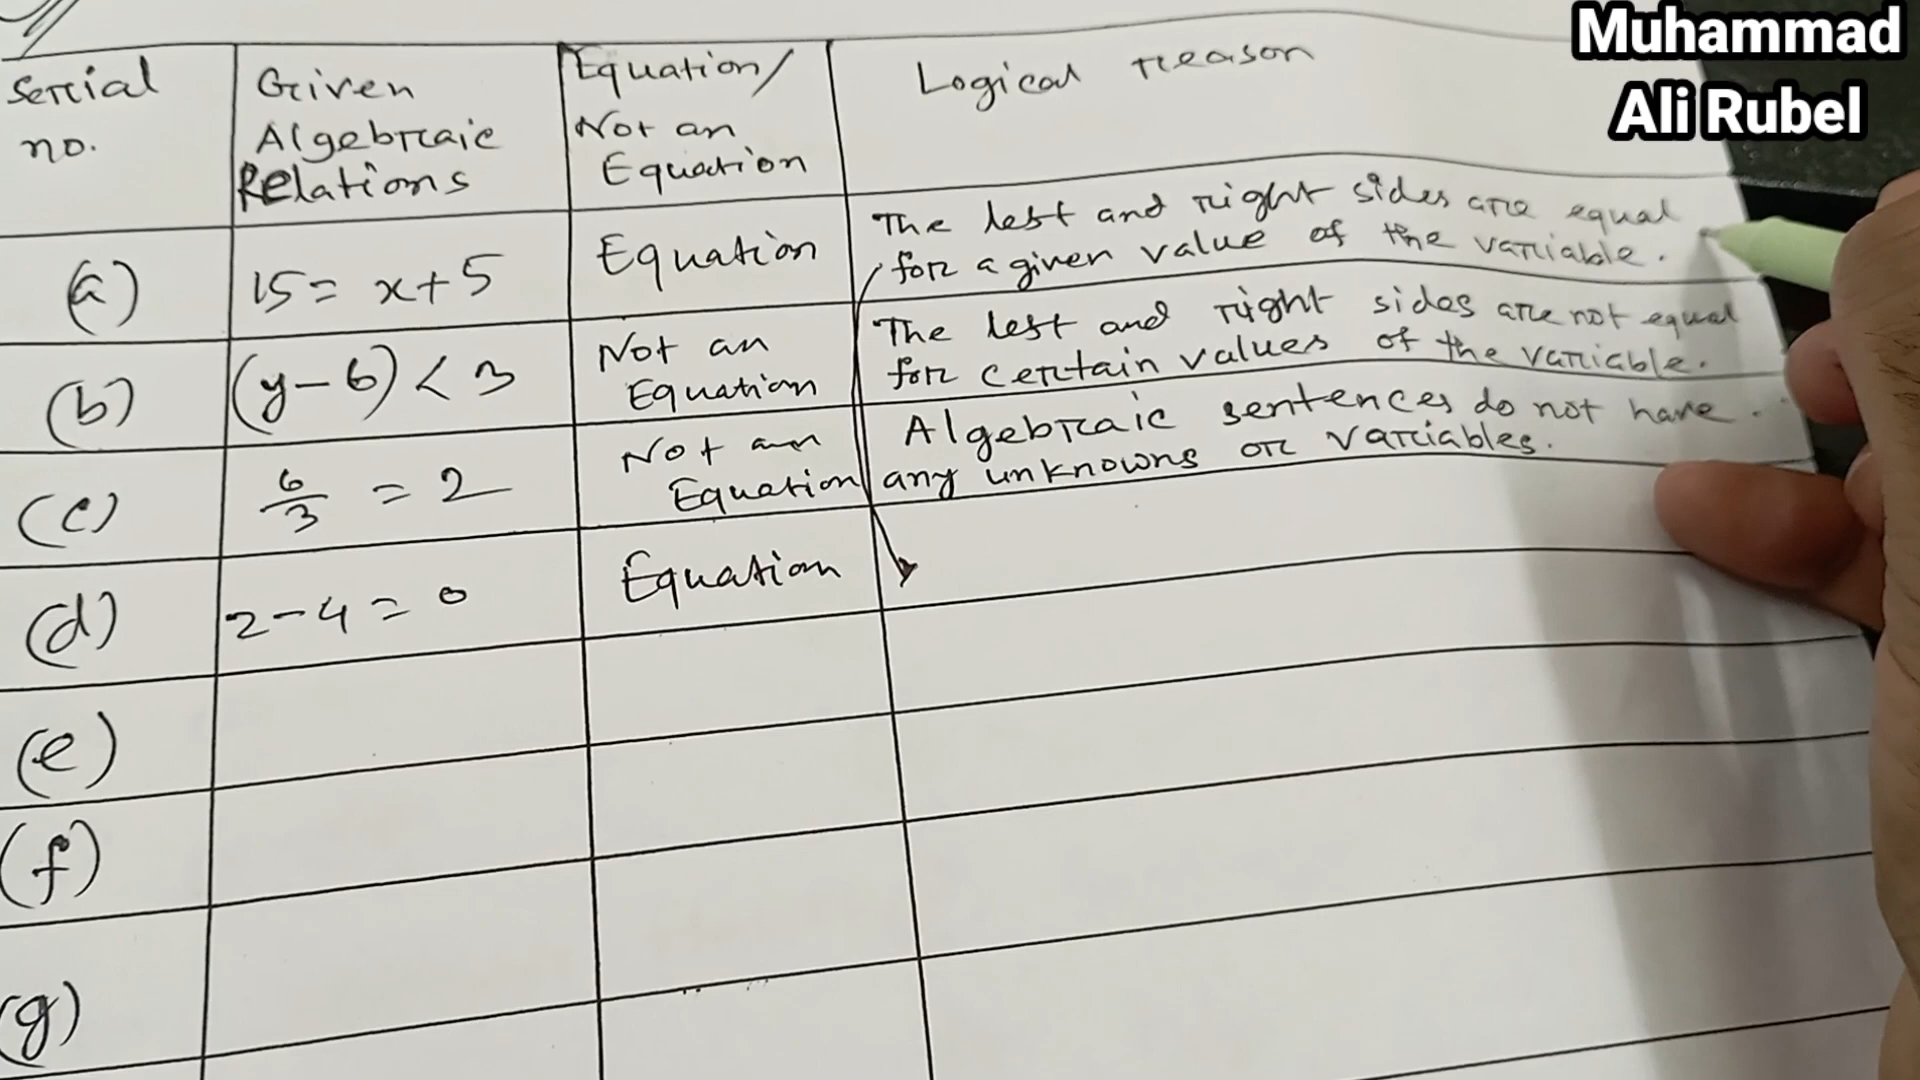 Muhammad
Ali Rubel
Serial no.
Given Algebraic Relations
Equation/ Not an Equation
Logical reason
(a)
15 = x+5
Equation
The lest and right sides are equal
for a given value of the variable.
(b)
(y-6) < 3
Not an Equation
The lest and right sides are not equal
for certain values of the variable.
(c)
6/3 = 2
Not an Equation
Algebraic sentences do not have
any unknowns or variables.
(d)
2-4 = 0
Equation
(e)
(f)
(g)